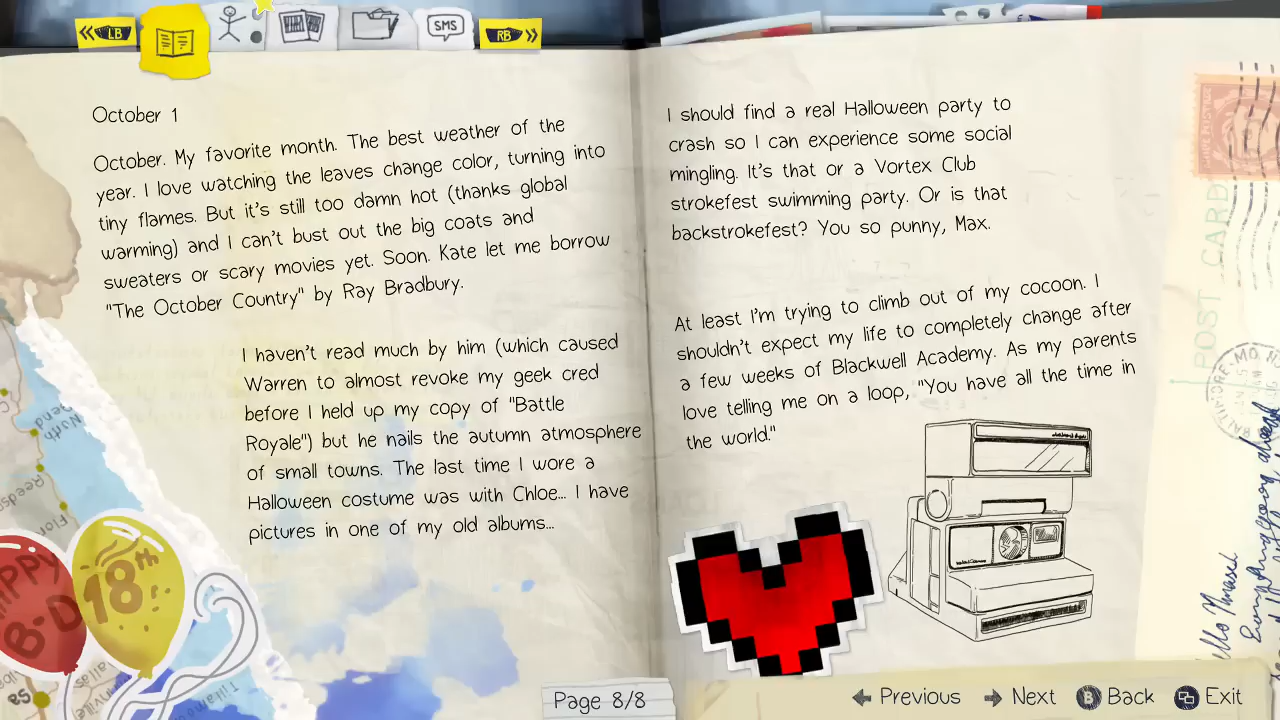 LB
SMS
RB
October 1
October. My favorite month. The best weather of the
year. I love watching the leaves change color, turning into
tiny flames. But it's still too damn hot (thanks global
warming) and I can't bust out the big coats and
sweaters or scary movies yet. Soon. Kate let me borrow
"The October Country" by Ray Bradbury.
I haven't read much by him (which caused
Warren to almost revoke my geek cred
before I held up my copy of "Battle
Royale") but he nails the autumn atmosphere
of small towns. The last time I wore a
Halloween costume was with Chloe... I have
pictures in one of my old albums...
HAPPY
B-D
18th
Page 8/8
I should find a real Halloween party to
crash so I can experience some social
mingling. It's that or a Vortex Club
strokefest swimming party. Or is that
backstrokefest? You so punny, Max.
At least I'm trying to climb out of my cocoon. I
shouldn't expect my life to completely change after
a few weeks of Blackwell Academy. As my parents
love telling me on a loop, "You have all the time in
the world."
POST CARD
North
Bend
Previous
Next
B
Back
Exit